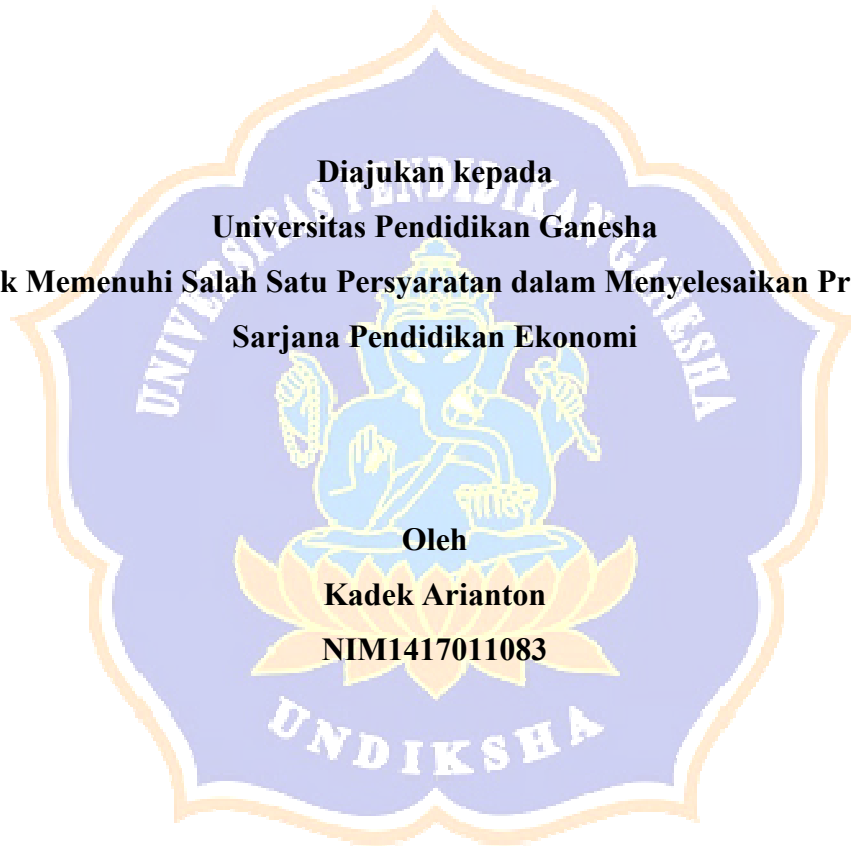 Diajukan kepada
Universitas Pendidikan Ganesha
k Memenuhi Salah Satu Persyaratan dalam Menyelesaikan Pr
Sarjana Pendidikan Ekonomi
Oleh
Kadek Arianton
NIM1417011083
UNIVERSITAS PENDIDIKAN GANESHA
UNDIKSHA